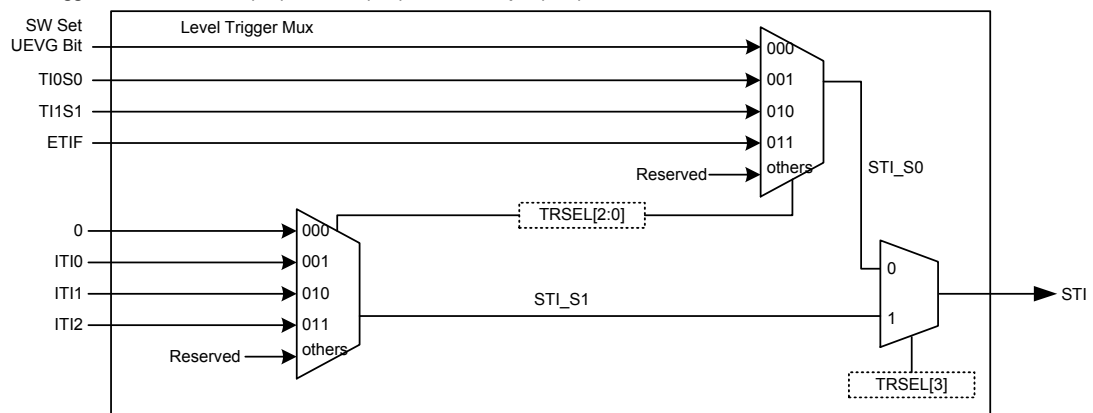 SW Set
UEVG Bit
Level Trigger Mux
000
TI0S0
001
TI1S1
010
ETIF
011
Reserved
others
STI_S0
TRSEL[2:0]
0
000
ITI0
001
0
ITI1
010
STI_S1
STI
ITI2
011
1
Reserved
others
TRSEL[3]